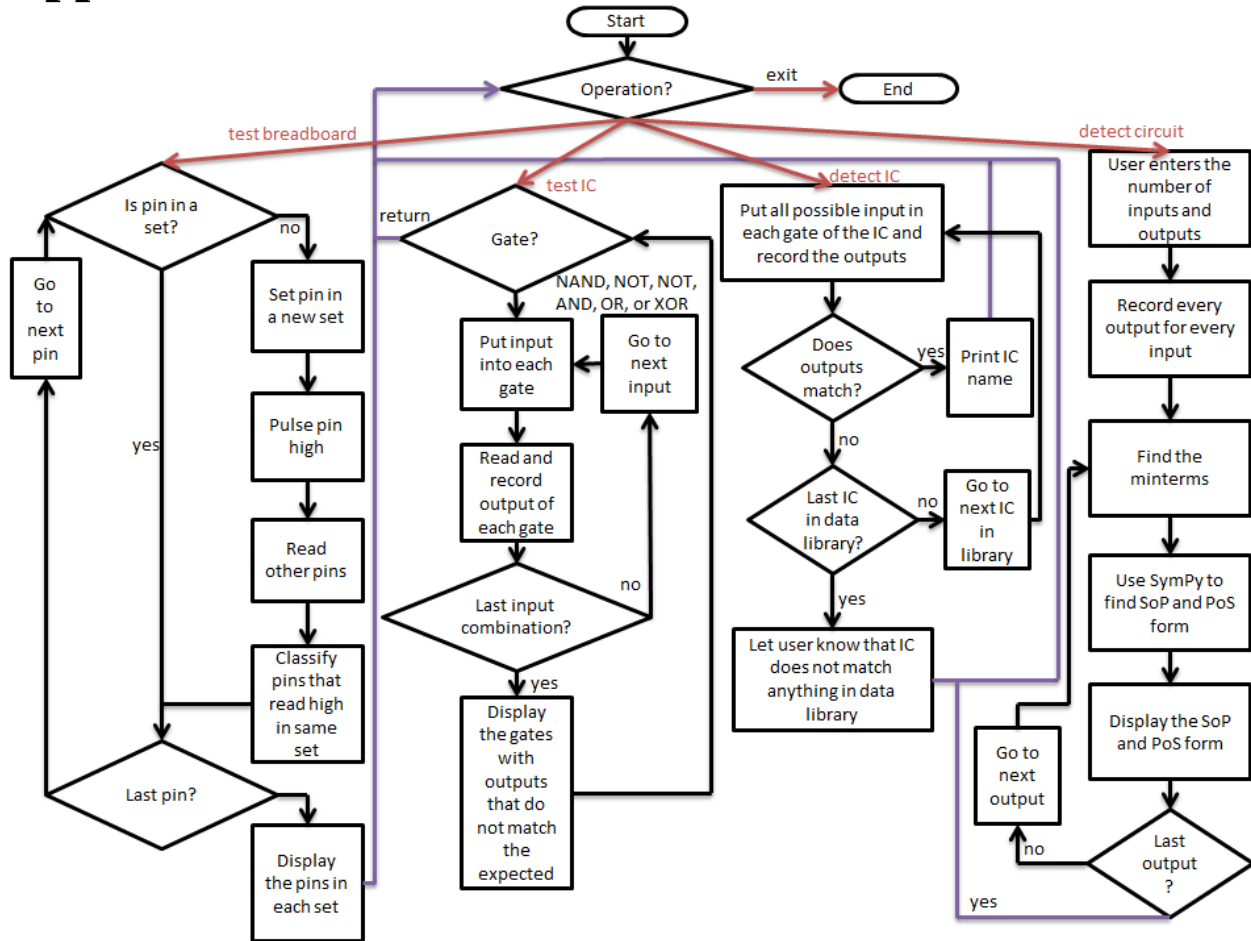 Start
Operation?
exit
End
test breadboard
test IC
detect IC
detect circuit
Is pin in a
set?
no
Go
to
next
pin
Set pin in
a new set
Pulse pin
high
yes
Read
other pins
Classify
pins that
read high
in same
set
Last pin?
Display
the pins in
each set
return
Gate?
NAND, NOT, NOT,
AND, OR, or XOR
Put input
into each
gate
Go to
next
input
Read and
record
output of
each gate
no
Last input
combination?
yes
Display
the gates
with
outputs
that do
not match
the
expected
Put all possible input in
each gate of the IC and
record the outputs
Does
outputs
match?
yes
Print IC
name
no
Last IC
in data
library?
no
Go to
next IC
in
library
yes
Let user know that IC
does not match
anything in data
library
User enters the
number of
inputs and
outputs
Record every
output for every
input
Find the
minterms
Use SymPy to
find SoP and PoS
form
Display the SoP
and PoS form
Go to
next
output
no
Last
output
?
yes